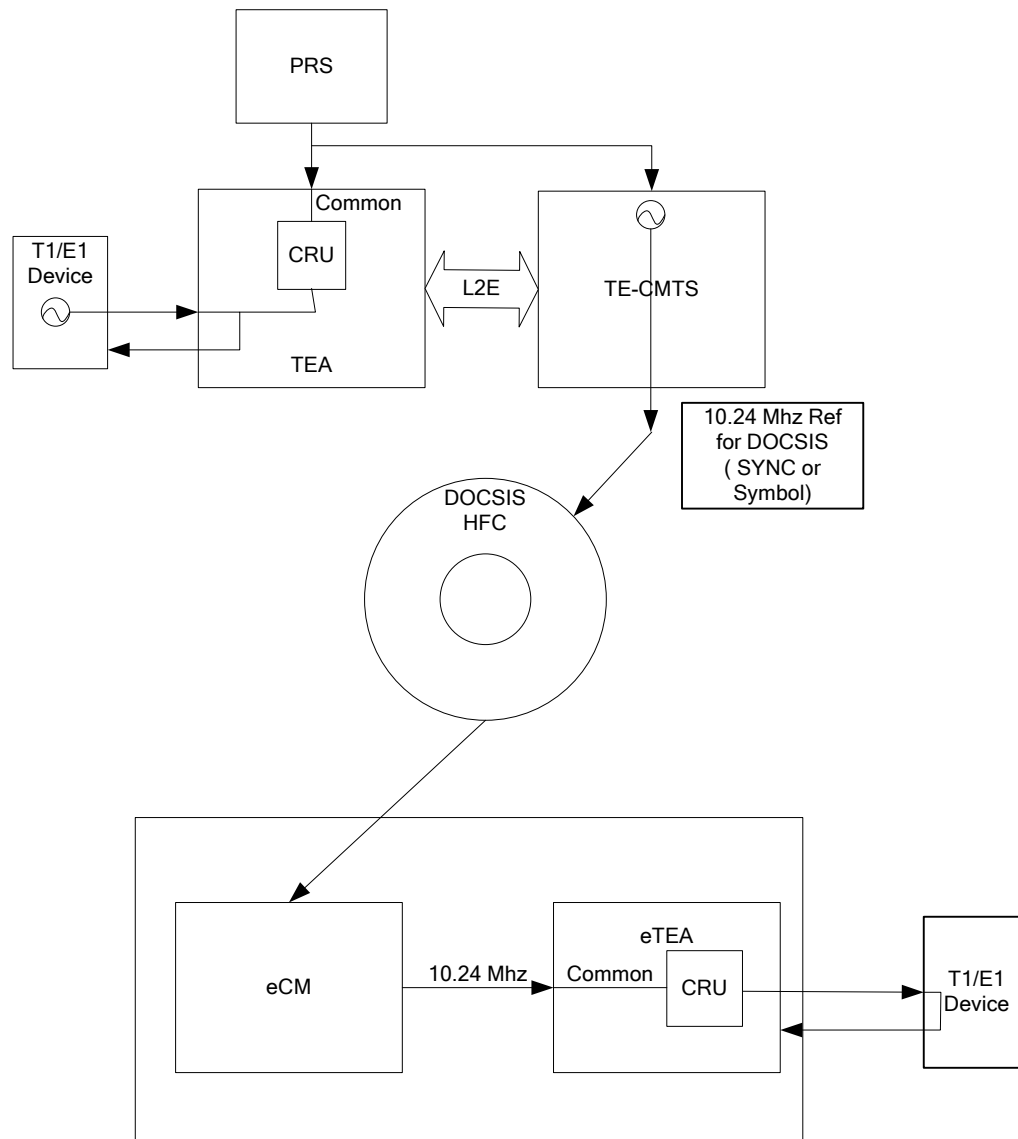 PRS
Common
CRU
T1/E1
Device
TEA
L2E
TE-CMTS
10.24 Mhz Ref
for DOCSIS
( SYNC or
Symbol)
DOCSIS
HFC
eCM
10.24 Mhz
eTEA
Common
CRU
T1/E1
Device